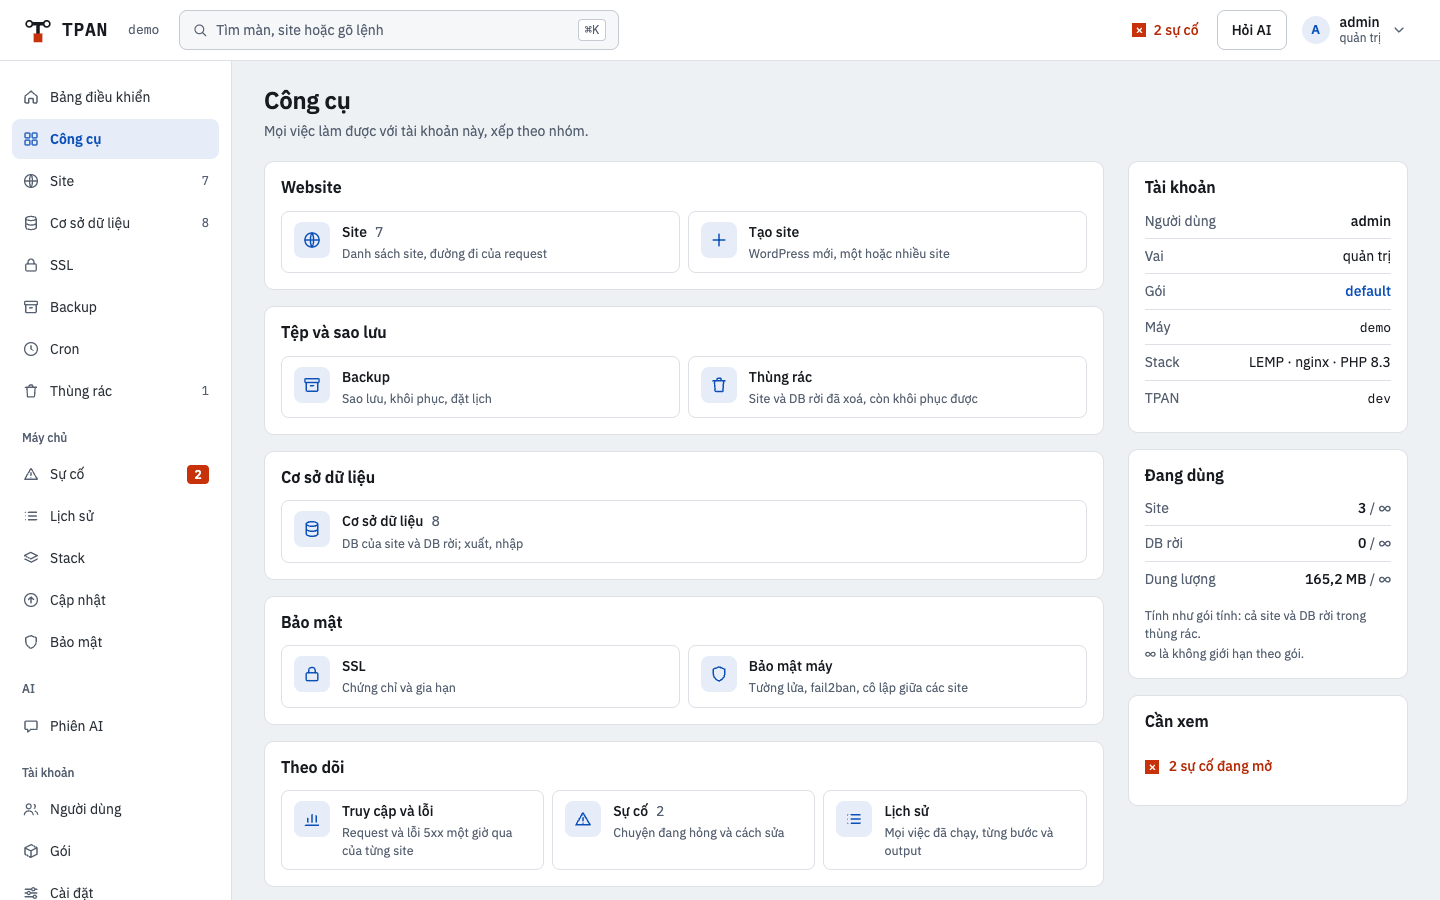 TPAN demo
Tìm màn, site hoặc gõ lệnh ⌘K
2 sự cố
Hỏi AI
A
admin
quản trị
Bảng điều khiển
Công cụ
Site 7
Cơ sở dữ liệu 8
SSL
Backup
Cron
Thùng rác 1
Máy chủ
Sự cố 2
Lịch sử
Stack
Cập nhật
Bảo mật
AI
Phiên AI
Tài khoản
Người dùng
Gói
Cài đặt
Công cụ
Mọi việc làm được với tài khoản này, xếp theo nhóm.
Website
Site 7
Danh sách site, đường đi của request
Tạo site
WordPress mới, một hoặc nhiều site
Tệp và sao lưu
Backup
Sao lưu, khôi phục, đặt lịch
Thùng rác
Site và DB rời đã xoá, còn khôi phục được
Cơ sở dữ liệu
Cơ sở dữ liệu 8
DB của site và DB rời; xuất, nhập
Bảo mật
SSL
Chứng chỉ và gia hạn
Bảo mật máy
Tường lửa, fail2ban, cô lập giữa các site
Theo dõi
Truy cập và lỗi
Request và lỗi 5xx một giờ qua
của từng site
Sự cố 2
Chuyện đang hỏng và cách sửa
Lịch sử
Mọi việc đã chạy, từng bước và
output
Tài khoản
Người dùng admin
Vai quản trị
Gói default
Máy demo
Stack LEMP · nginx · PHP 8.3
TPAN dev
Đang dùng
Site 3 / ∞
DB rời 0 / ∞
Dung lượng 165,2 MB / ∞
Tính như gói tính: cả site và DB rời trong
thùng rác.
∞ là không giới hạn theo gói.
Cần xem
2 sự cố đang mở